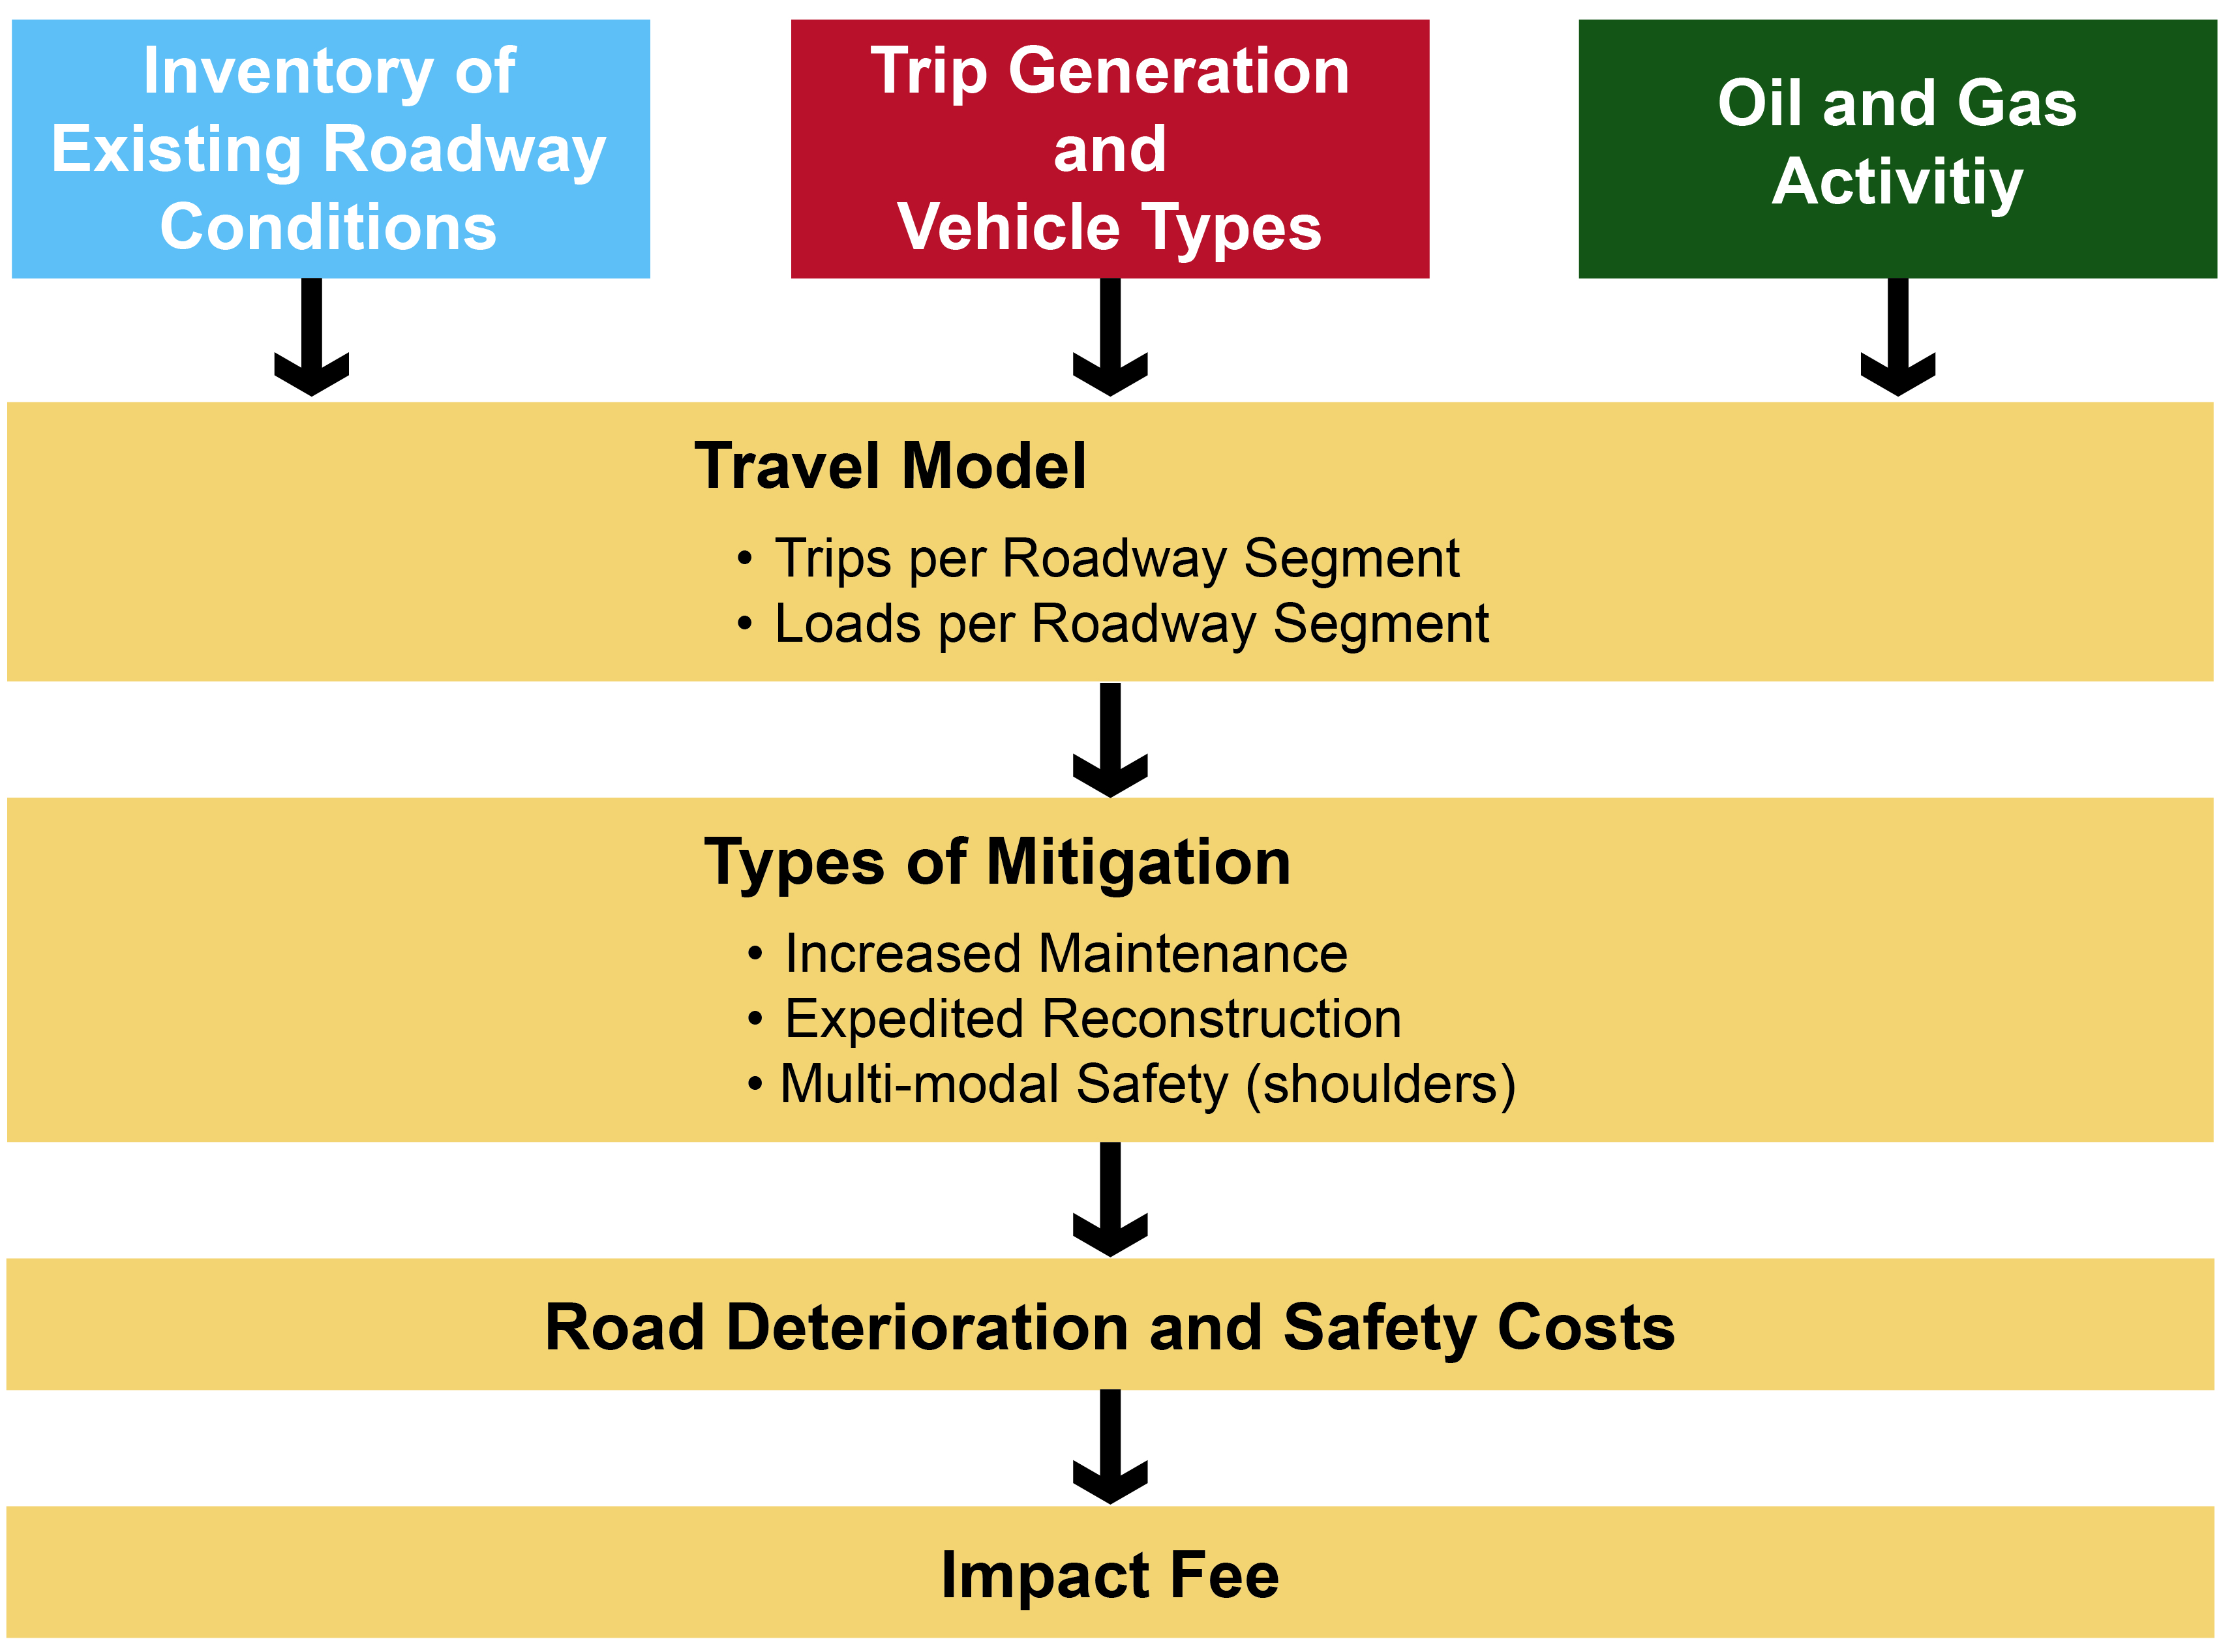 Inventory of
Existing Roadway
Conditions
Trip Generation
and
Vehicle Types
Oil and Gas
Activitiy
Travel Model
• Trips per Roadway Segment
• Loads per Roadway Segment
Types of Mitigation
• Increased Maintenance
• Expedited Reconstruction
• Multi-modal Safety (shoulders)
Road Deterioration and Safety Costs
Impact Fee